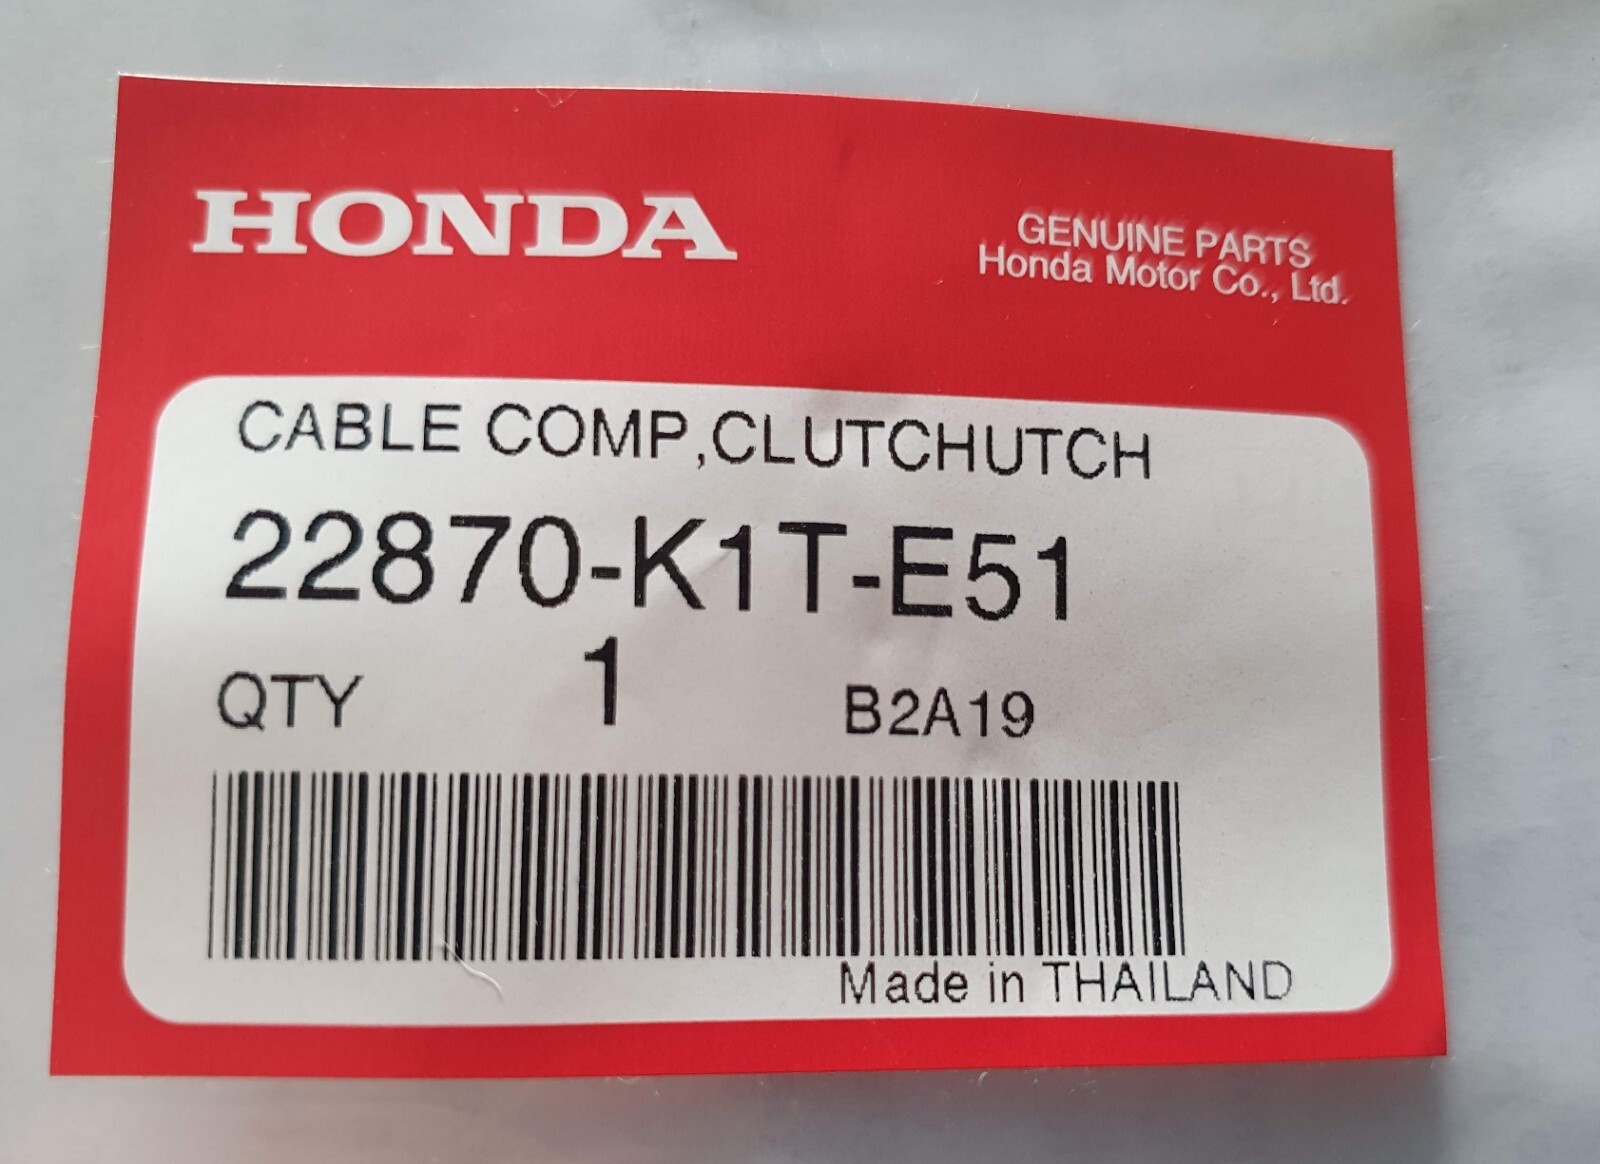 HONDA
GENUINE PARTS
Honda Motor Co., Ltd.
CABLE COMP,CLUTCHUTCH
22870-K1T-E51
QTY 1 B2A19
Made in THAILAND